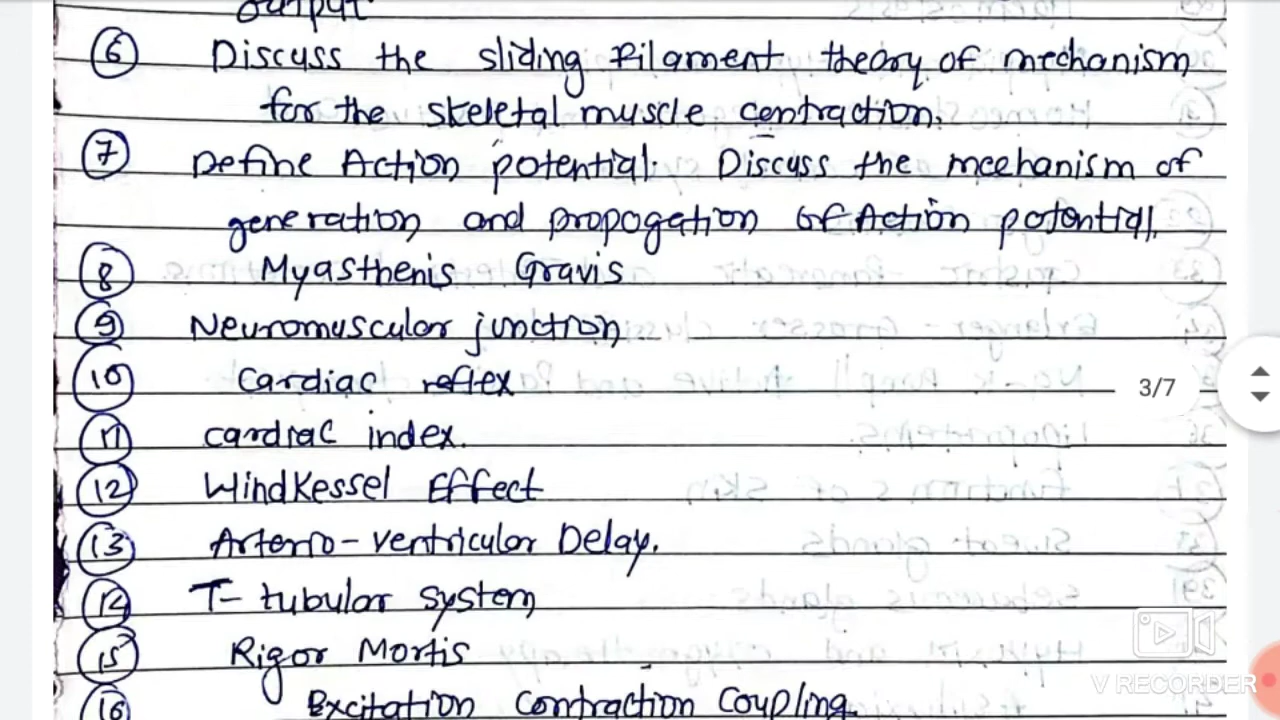 output
6 Discuss the sliding Filament theory of mechanism
for the skeletal muscle contraction.
7 Define Action potential. Discuss the mechanism of
generation and propogation of Action potential.
8 Myasthenis Gravis
9 Neuromuscular junction
10 Cardiac reflex
3/7
11 cardiac index.
12 WindKessel Effect
13 Arterio-ventricular Delay.
14 T- tubular system
15 Rigor Mortis
V RECORDER
16 Excitation Contraction Coupling